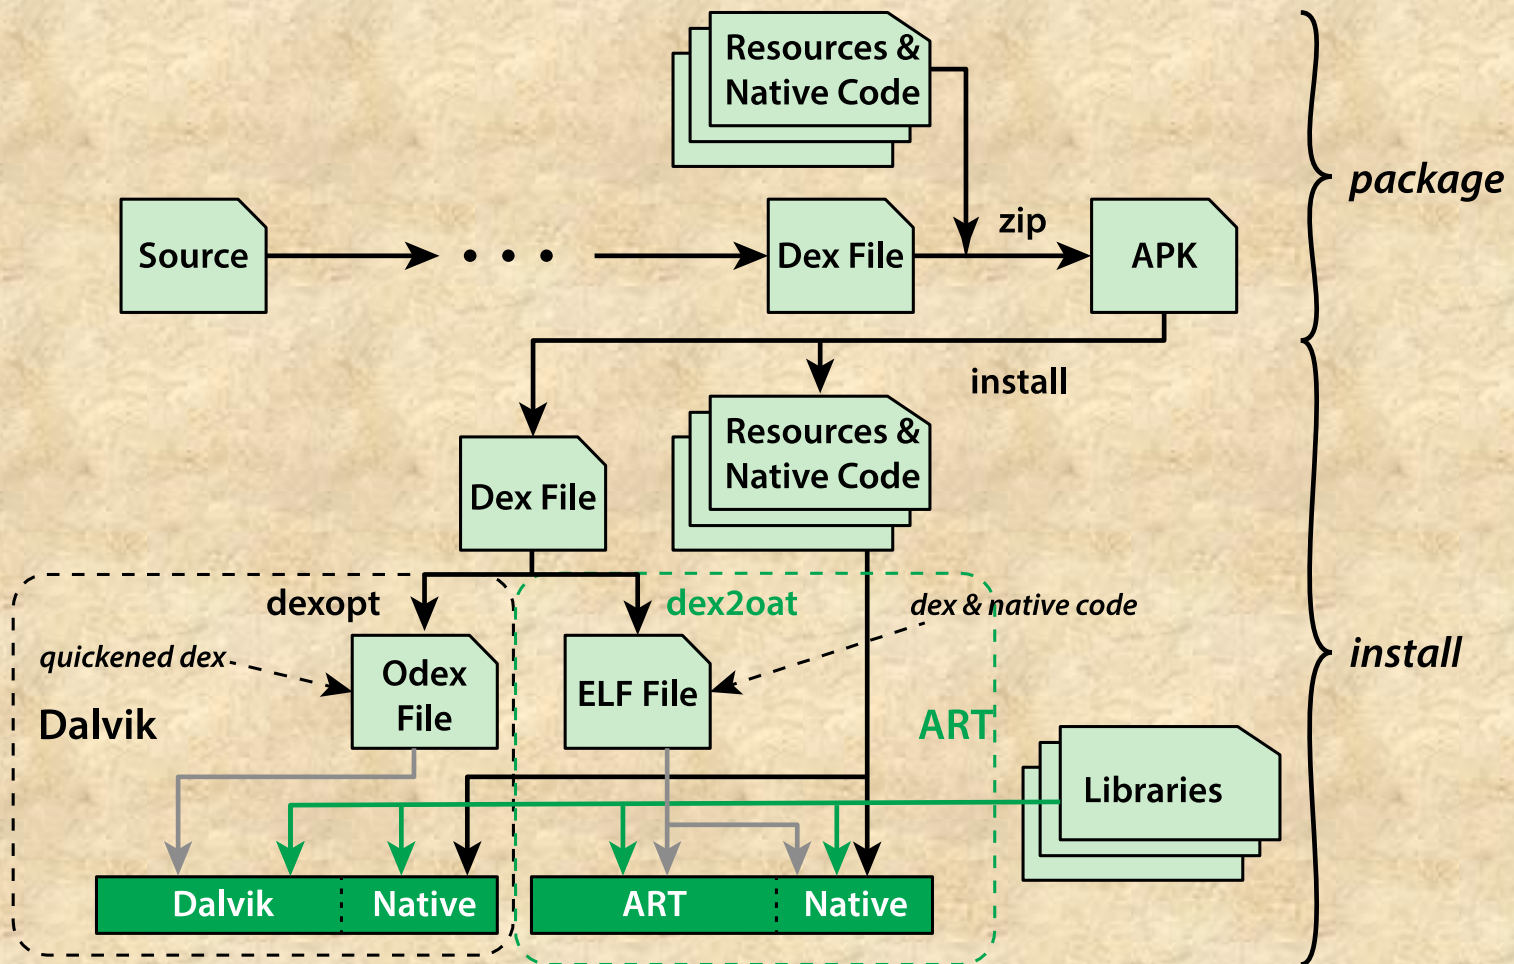 Resources &
Native Code
package
Source
• • •
Dex File
zip
APK
install
Resources &
Native Code
Dex File
dexopt
dex2oat
dex & native code
quickened dex
Odex
File
ELF File
install
Dalvik
ART
Libraries
Dalvik
Native
ART
Native